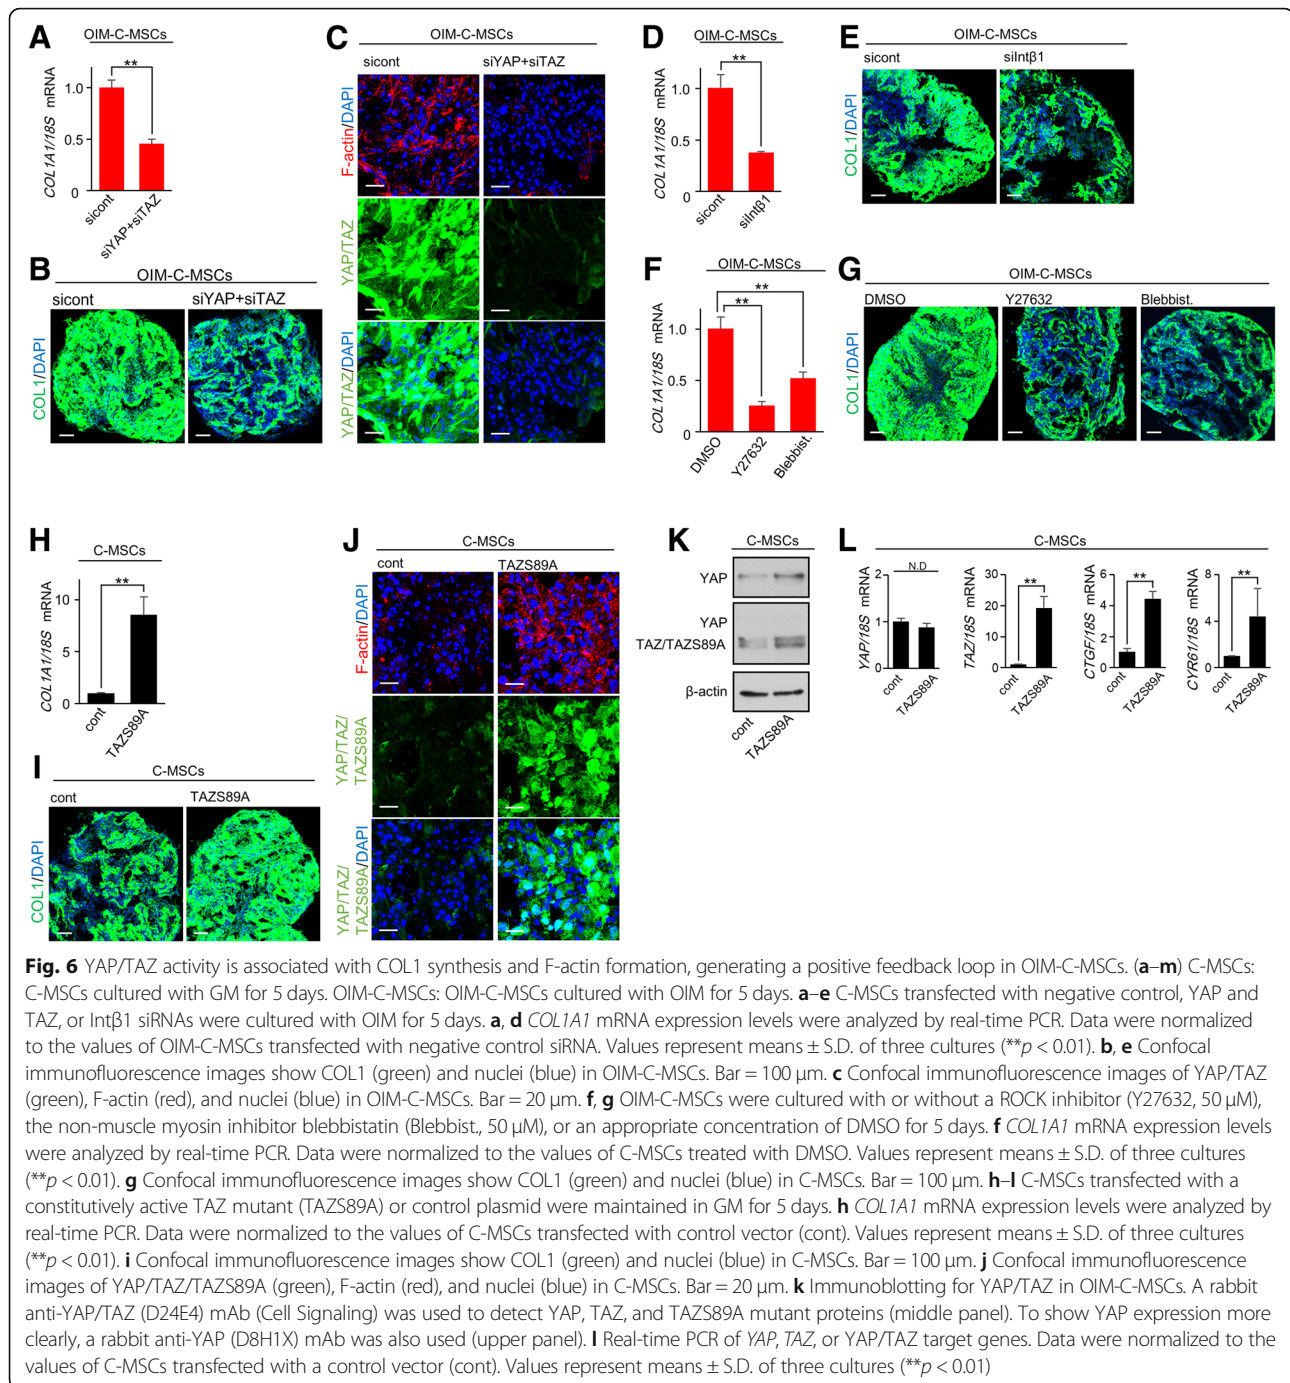 A
OIM-C-MSCs
**
COL1A1/18S mRNA
1.0
0.5
0
sicont
siYAP+siTAZ
B
OIM-C-MSCs
sicont
siYAP+siTAZ
COL1/DAPI
C
OIM-C-MSCs
sicont
siYAP+siTAZ
F-actin/DAPI
YAP/TAZ
YAP/TAZ/DAPI
D
OIM-C-MSCs
**
COL1A1/18S mRNA
1.0
0.5
0
sicont
siIntβ1
E
OIM-C-MSCs
sicont
siIntβ1
COL1/DAPI
F
OIM-C-MSCs
**
**
COL1A1/18S mRNA
1.0
0.5
0
DMSO
Y27632
Blebbist.
G
OIM-C-MSCs
DMSO
Y27632
Blebbist.
COL1/DAPI
H
C-MSCs
**
COL1A1/18S mRNA
10
5
0
cont
TAZS89A
I
C-MSCs
cont
TAZS89A
COL1/DAPI
J
C-MSCs
cont
TAZS89A
F-actin/DAPI
YAP/TAZ/
TAZS89A
YAP/TAZ/
TAZS89A/DAPI
K
C-MSCs
YAP
YAP
TAZ/TAZS89A
β-actin
cont
TAZS89A
L
C-MSCs
YAP/18S mRNA
2
1
0
N.D
cont
TAZS89A
TAZ/18S mRNA
30
20
10
0
**
cont
TAZS89A
CTGF/18S mRNA
6
4
2
0
**
cont
TAZS89A
CYR61/18S mRNA
8
4
0
**
cont
TAZS89A
Fig. 6 YAP/TAZ activity is associated with COL1 synthesis and F-actin formation, generating a positive feedback loop in OIM-C-MSCs. (a–m) C-MSCs:
C-MSCs cultured with GM for 5 days. OIM-C-MSCs: OIM-C-MSCs cultured with OIM for 5 days. a–e C-MSCs transfected with negative control, YAP and
TAZ, or Intβ1 siRNAs were cultured with OIM for 5 days. a, d COL1A1 mRNA expression levels were analyzed by real-time PCR. Data were normalized
to the values of OIM-C-MSCs transfected with negative control siRNA. Values represent means ± S.D. of three cultures (**p < 0.01). b, e Confocal
immunofluorescence images show COL1 (green) and nuclei (blue) in OIM-C-MSCs. Bar = 100 μm. c Confocal immunofluorescence images of YAP/TAZ
(green), F-actin (red), and nuclei (blue) in OIM-C-MSCs. Bar = 20 μm. f, g OIM-C-MSCs were cultured with or without a ROCK inhibitor (Y27632, 50 μM),
the non-muscle myosin inhibitor blebbistatin (Blebbist., 50 μM), or an appropriate concentration of DMSO for 5 days. f COL1A1 mRNA expression levels
were analyzed by real-time PCR. Data were normalized to the values of C-MSCs treated with DMSO. Values represent means ± S.D. of three cultures
(**p < 0.01). g Confocal immunofluorescence images show COL1 (green) and nuclei (blue) in C-MSCs. Bar = 100 μm. h–l C-MSCs transfected with a
constitutively active TAZ mutant (TAZS89A) or control plasmid were maintained in GM for 5 days. h COL1A1 mRNA expression levels were analyzed by
real-time PCR. Data were normalized to the values of C-MSCs transfected with control vector (cont). Values represent means ± S.D. of three cultures
(**p < 0.01). i Confocal immunofluorescence images show COL1 (green) and nuclei (blue) in C-MSCs. Bar = 100 μm. j Confocal immunofluorescence
images of YAP/TAZ/TAZS89A (green), F-actin (red), and nuclei (blue) in C-MSCs. Bar = 20 μm. k Immunoblotting for YAP/TAZ in OIM-C-MSCs. A rabbit
anti-YAP/TAZ (D24E4) mAb (Cell Signaling) was used to detect YAP, TAZ, and TAZS89A mutant proteins (middle panel). To show YAP expression more
clearly, a rabbit anti-YAP (D8H1X) mAb was also used (upper panel). l Real-time PCR of YAP, TAZ, or YAP/TAZ target genes. Data were normalized to the
values of C-MSCs transfected with a control vector (cont). Values represent means ± S.D. of three cultures (**p < 0.01)